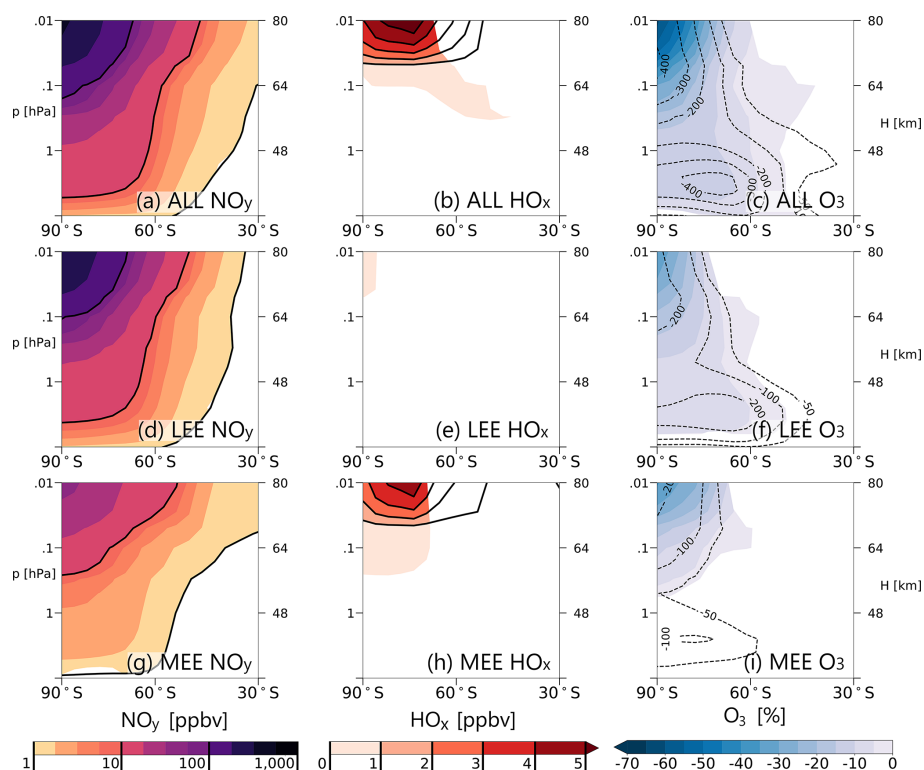 .01 80 .01 80 .01 80
-400 -300 -200
.1 64 .1 64 .1 64
p [hPa] H [km]
1 48 1 48 1 48
-400 -200
(a) ALL NOy (b) ALL HOx (c) ALL O3
90°S 60°S 30°S 90°S 60°S 30°S 90°S 60°S 30°S
.01 80 .01 80 .01 80
.1 64 .1 64 .1 64
-200
p [hPa] H [km]
1 48 1 48 1 48
-100 -50
-200
(d) LEE NOy (e) LEE HOx (f) LEE O3
90°S 60°S 30°S 90°S 60°S 30°S 90°S 60°S 30°S
.01 80 .01 80 .01 80
.1 64 .1 64 .1 64
-100
p [hPa] H [km]
1 48 1 48 1 48
-50
-100
(g) MEE NOy (h) MEE HOx (i) MEE O3
90°S 60°S 30°S 90°S 60°S 30°S 90°S 60°S 30°S
NOy [ppbv] HOx [ppbv] O3 [%]
1 10 100 1,000 0 1 2 3 4 5 -70 -60 -50 -40 -30 -20 -10 0